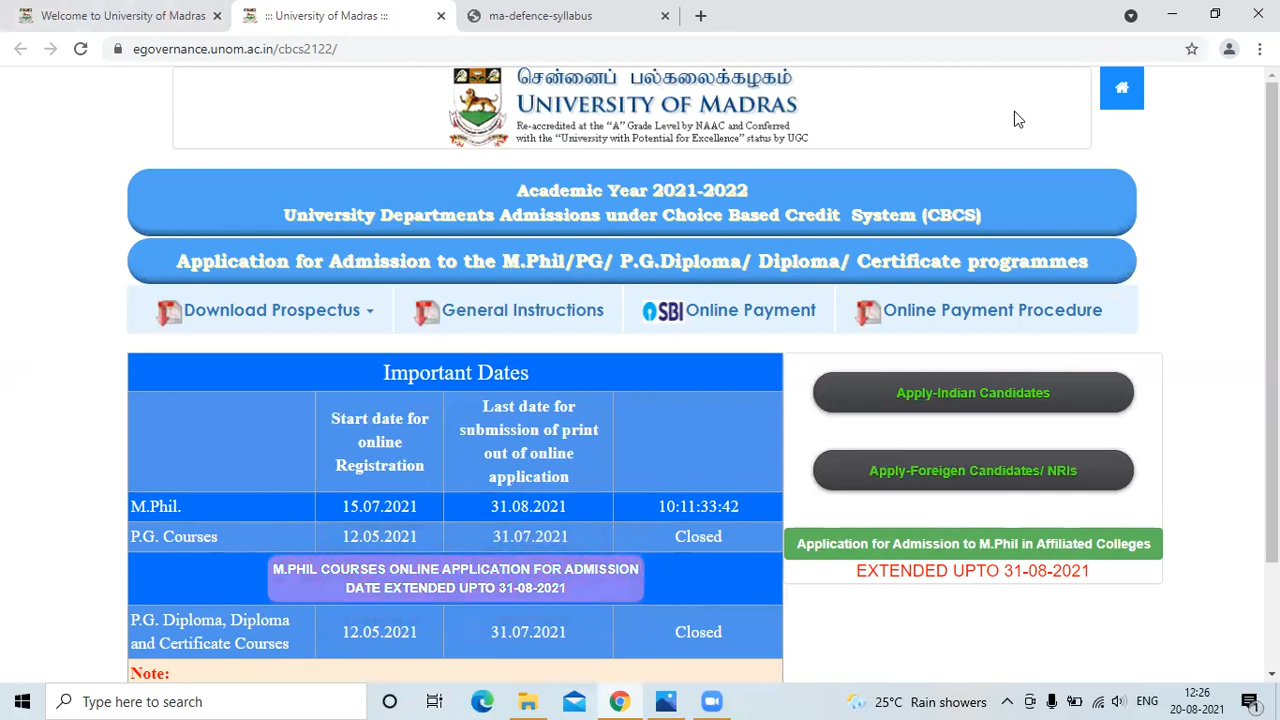 Welcome to University of Madras
::: University of Madras :::
ma-defence-syllabus
egovernance.unom.ac.in/cbcs2122/
சென்னைப் பல்கலைக்கழகம்
UNIVERSITY OF MADRAS
Re-accredited at the “A” Grade Level by NAAC and Conferred
with the “University with Potential for Excellence” status by UGC
Academic Year 2021-2022
University Departments Admissions under Choice Based Credit System (CBCS)
Application for Admission to the M.Phil/PG/ P.G.Diploma/ Diploma/ Certificate programmes
Download Prospectus
General Instructions
SBI Online Payment
Online Payment Procedure
Important Dates
Start date for online Registration
Last date for submission of print out of online application
M.Phil. 15.07.2021 31.08.2021 10:11:33:42
P.G. Courses 12.05.2021 31.07.2021 Closed
M.PHIL COURSES ONLINE APPLICATION FOR ADMISSION
DATE EXTENDED UPTO 31-08-2021
P.G. Diploma, Diploma
and Certificate Courses 12.05.2021 31.07.2021 Closed
Note:
Apply-Indian Candidates
Apply-Foreigen Candidates/ NRIs
Application for Admission to M.Phil in Affiliated Colleges
EXTENDED UPTO 31-08-2021
Type here to search
25°C Rain showers
ENG
12:26
20-08-2021
1